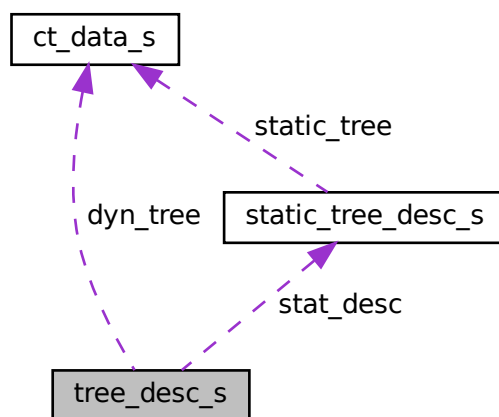 ct_data_s
static_tree
dyn_tree
static_tree_desc_s
stat_desc
tree_desc_s